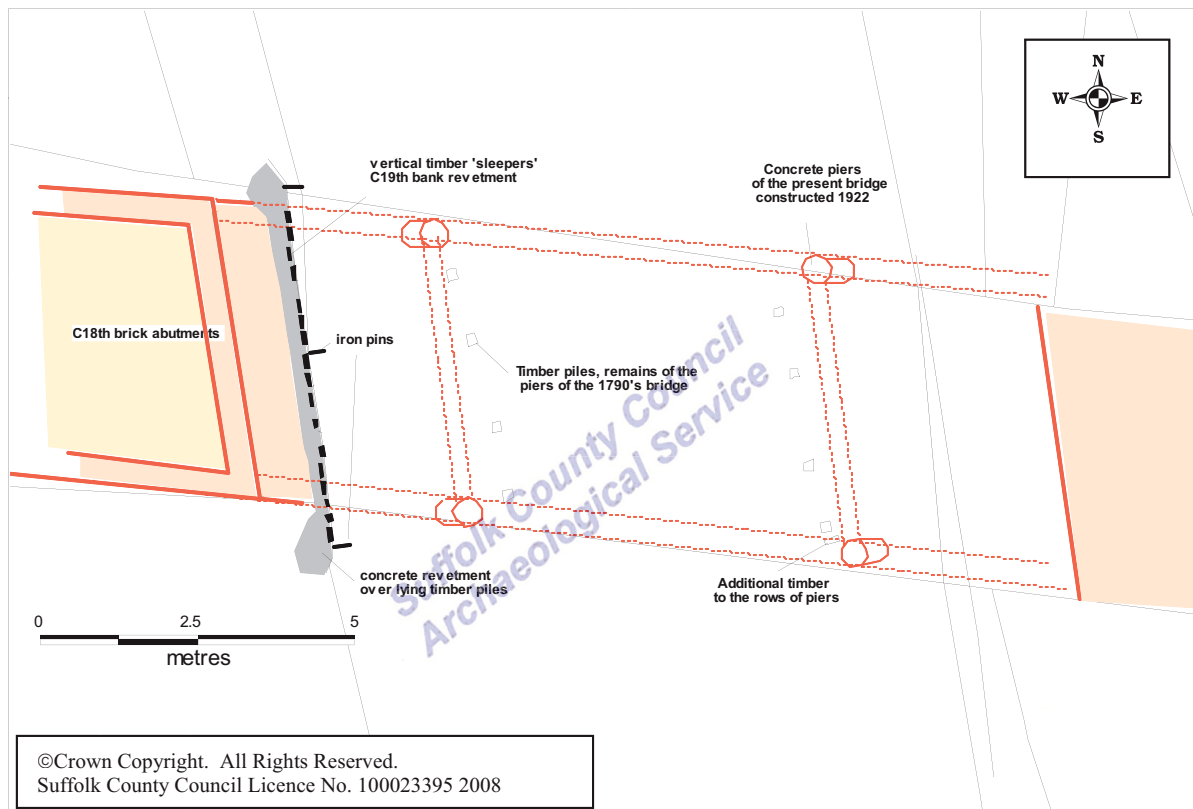 N
W E
S
vertical timber 'sleepers'
C19th bank revetment
Concrete piers
of the present bridge
constructed 1922
C18th brick abutments
iron pins
Timber piles, remains of the
piers of the 1790's bridge
Suffolk County Council
Archaeological Service
concrete revetment
overlying timber piles
Additional timber
to the rows of piers
0 2.5 5
metres
©Crown Copyright. All Rights Reserved.
Suffolk County Council Licence No. 100023395 2008